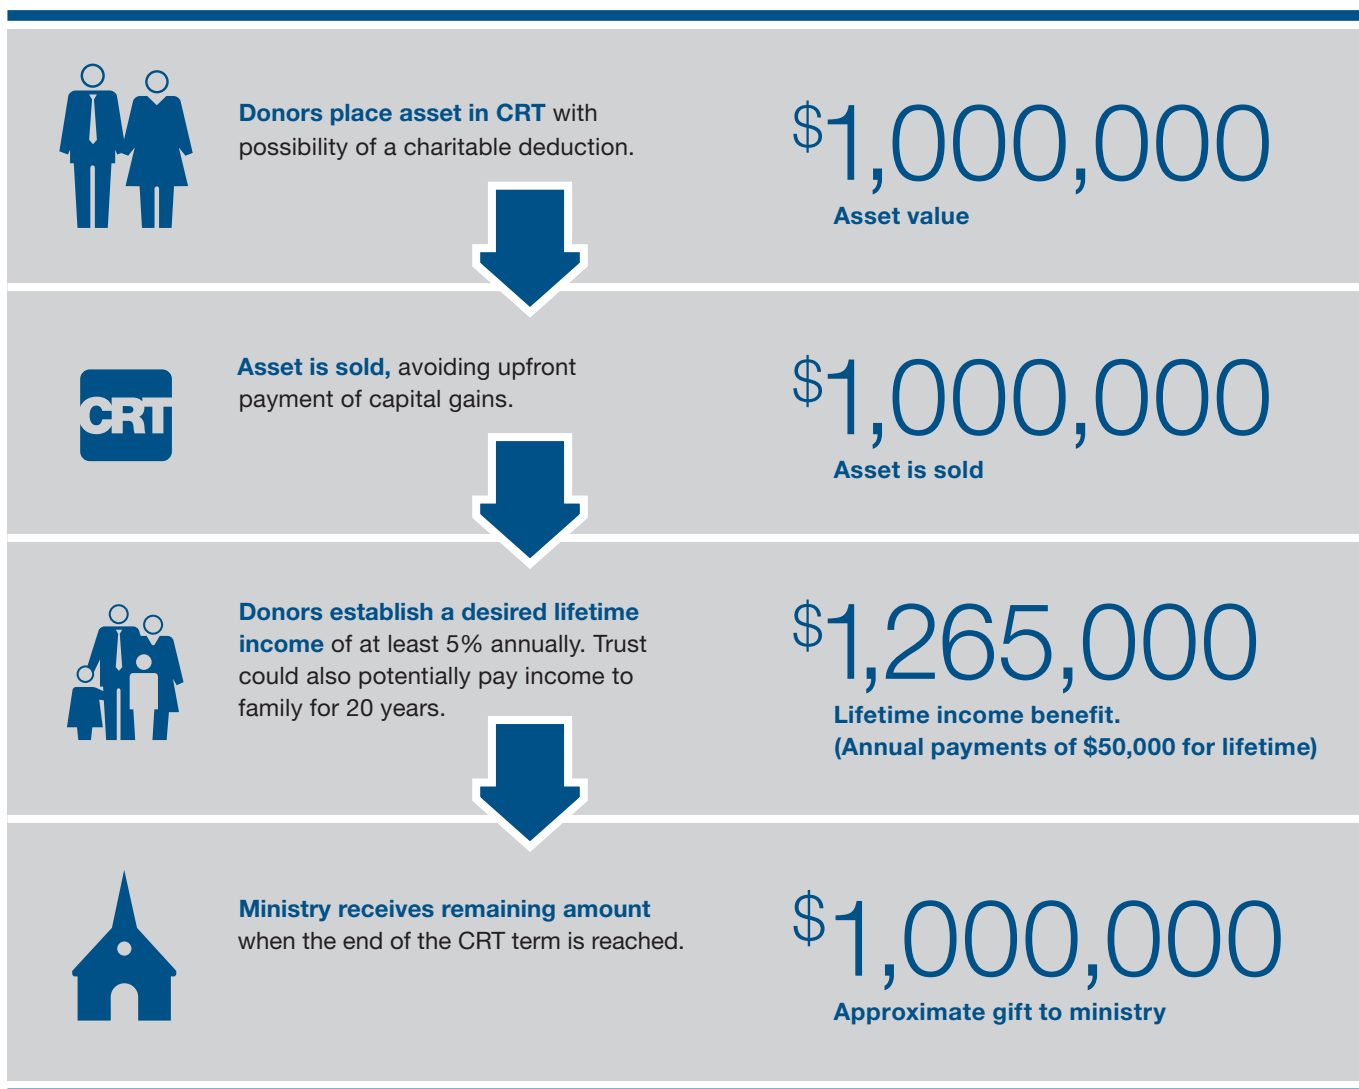 Donors place asset in CRT with
possibility of a charitable deduction.
$1,000,000
Asset value
CRT
Asset is sold, avoiding upfront
payment of capital gains.
$1,000,000
Asset is sold
Donors establish a desired lifetime
income of at least 5% annually. Trust
could also potentially pay income to
family for 20 years.
$1,265,000
Lifetime income benefit.
(Annual payments of $50,000 for lifetime)
Ministry receives remaining amount
when the end of the CRT term is reached.
$1,000,000
Approximate gift to ministry